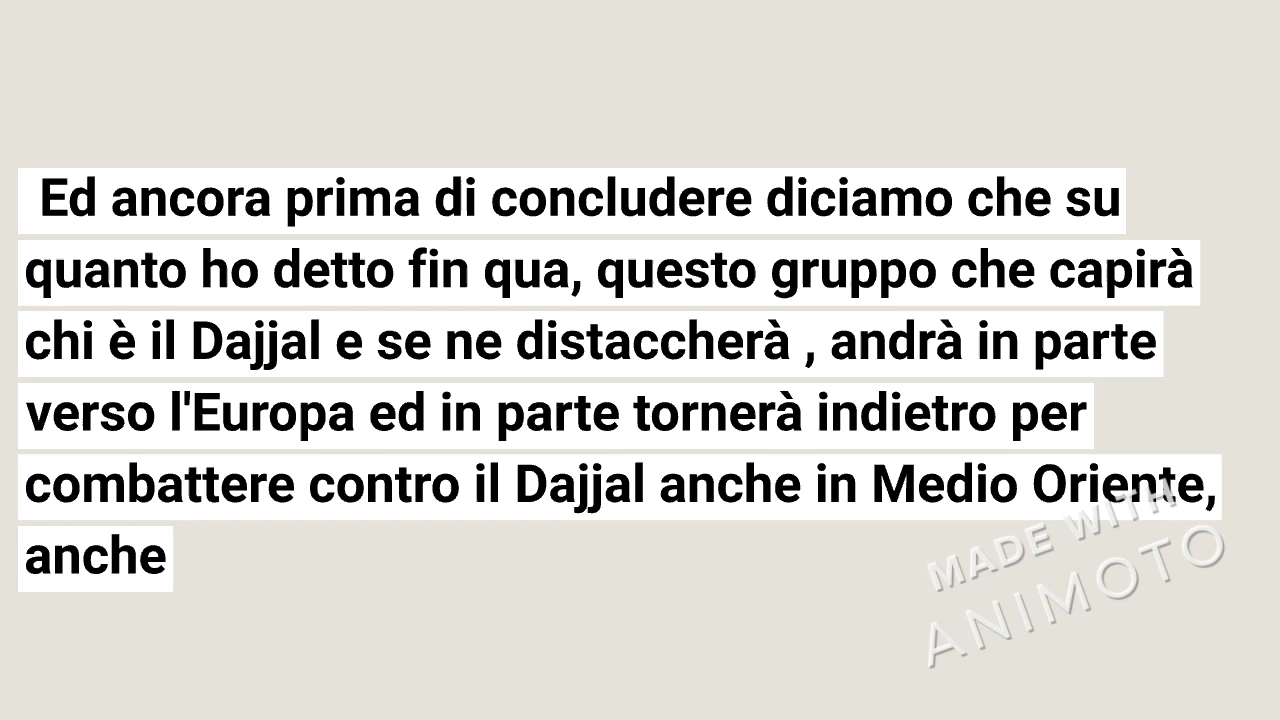 Ed ancora prima di concludere diciamo che su
quanto ho detto fin qua, questo gruppo che capirà
chi è il Dajjal e se ne distaccherà , andrà in parte
verso l'Europa ed in parte tornerà indietro per
combattere contro il Dajjal anche in Medio Oriente,
anche
MADE WITH
ANIMOTO